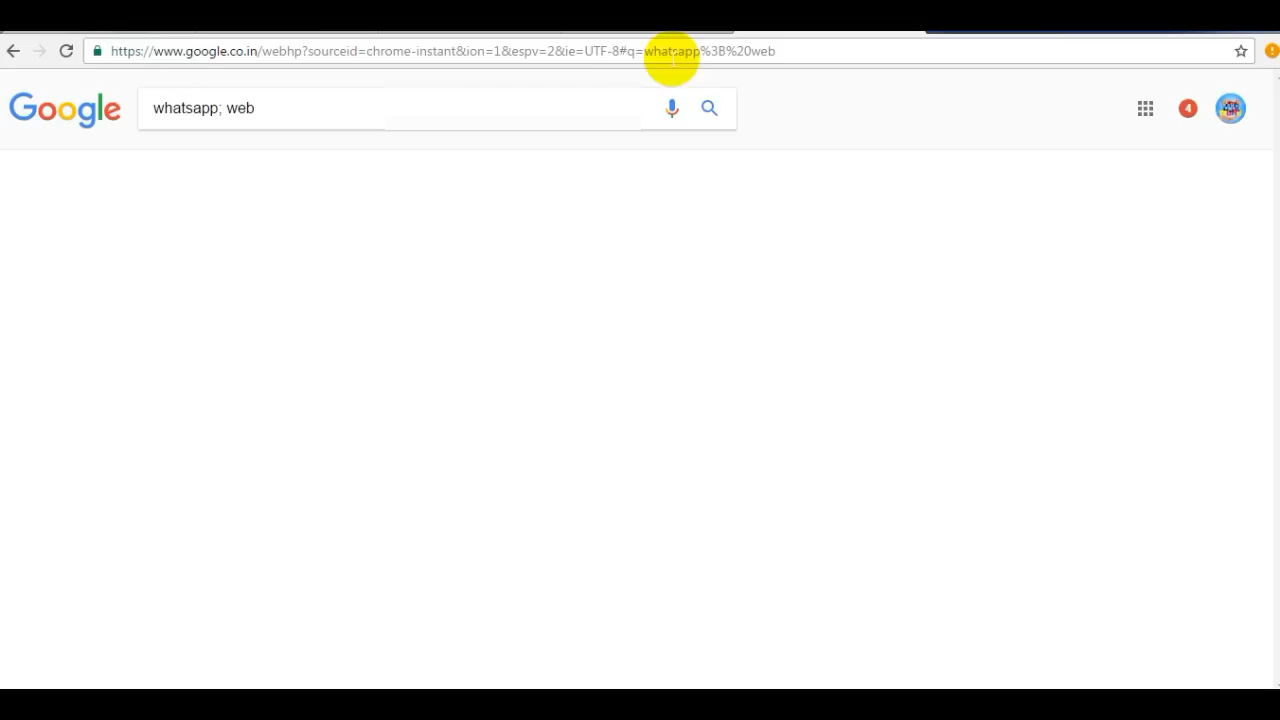 https://www.google.co.in/webhp?sourceid=chrome-instant&ion=1&espv=2&ie=UTF-8#q=whatsapp%3B%20web
Google
whatsapp; web
4